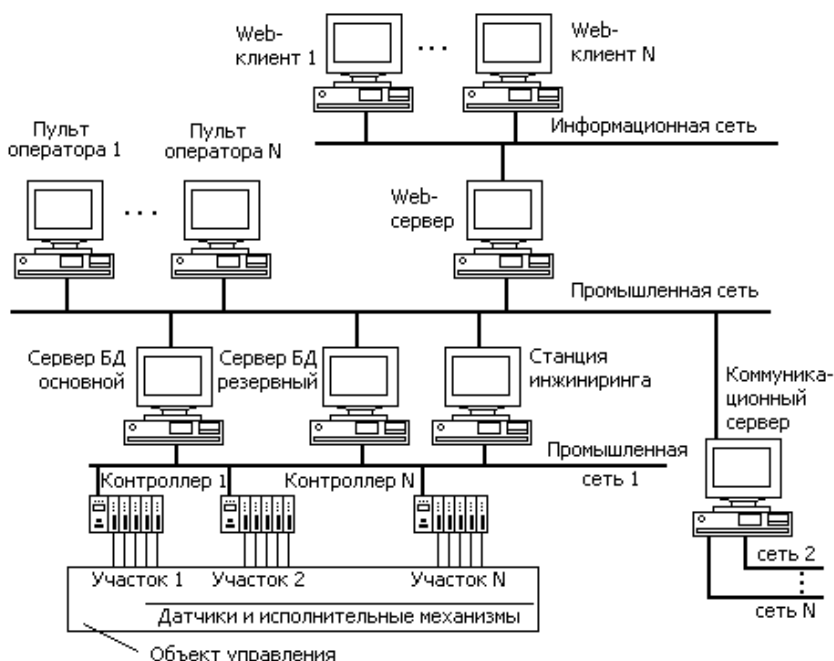 Web-
клиент 1
...
Web-
клиент N
Информационная сеть
Пульт
оператора 1
...
Пульт
оператора N
Web-
сервер
Промышленная сеть
Сервер БД
основной
Сервер БД
резервный
Станция
инжиниринга
Коммуника-
ционный
сервер
Промышленная
сеть 1
Контроллер 1
Контроллер N
Участок 1
Участок 2
Участок N
Датчики и исполнительные механизмы
Объект управления
сеть 2
сеть N